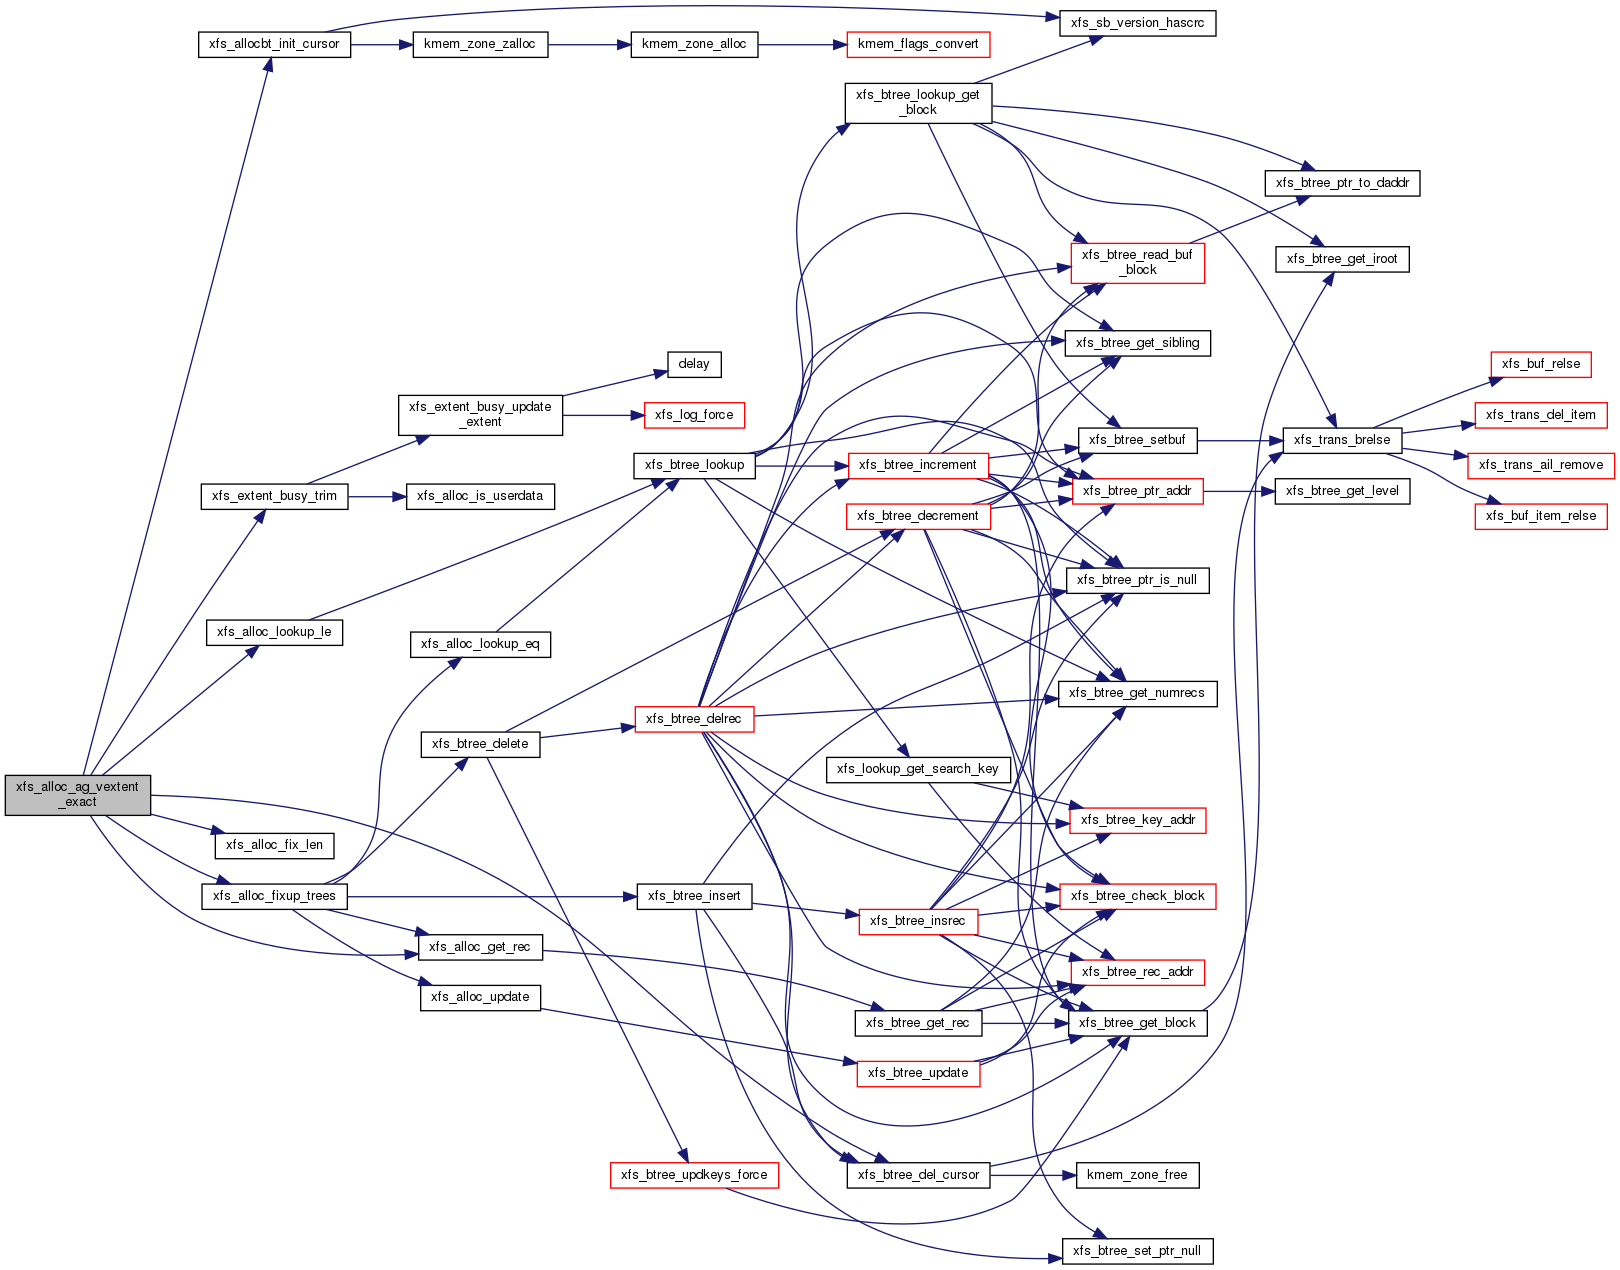 xfs_sb_version_hascrc
xfs_allocbt_init_cursor
kmem_zone_zalloc
kmem_zone_alloc
kmem_flags_convert
xfs_btree_lookup_get
_block
xfs_btree_ptr_to_daddr
xfs_btree_read_buf
_block
xfs_btree_get_iroot
xfs_btree_get_sibling
delay
xfs_buf_relse
xfs_extent_busy_update
_extent
xfs_log_force
xfs_trans_del_item
xfs_btree_setbuf
xfs_trans_brelse
xfs_btree_lookup
xfs_btree_increment
xfs_trans_ail_remove
xfs_extent_busy_trim
xfs_alloc_is_userdata
xfs_btree_ptr_addr
xfs_btree_get_level
xfs_btree_decrement
xfs_buf_item_relse
xfs_btree_ptr_is_null
xfs_alloc_lookup_le
xfs_alloc_lookup_eq
xfs_btree_get_numrecs
xfs_btree_delrec
xfs_btree_delete
xfs_lookup_get_search_key
xfs_alloc_ag_vextent
_exact
xfs_btree_key_addr
xfs_alloc_fix_len
xfs_alloc_fixup_trees
xfs_btree_insert
xfs_btree_check_block
xfs_btree_insrec
xfs_alloc_get_rec
xfs_btree_rec_addr
xfs_alloc_update
xfs_btree_get_rec
xfs_btree_get_block
xfs_btree_update
xfs_btree_updkeys_force
xfs_btree_del_cursor
kmem_zone_free
xfs_btree_set_ptr_null